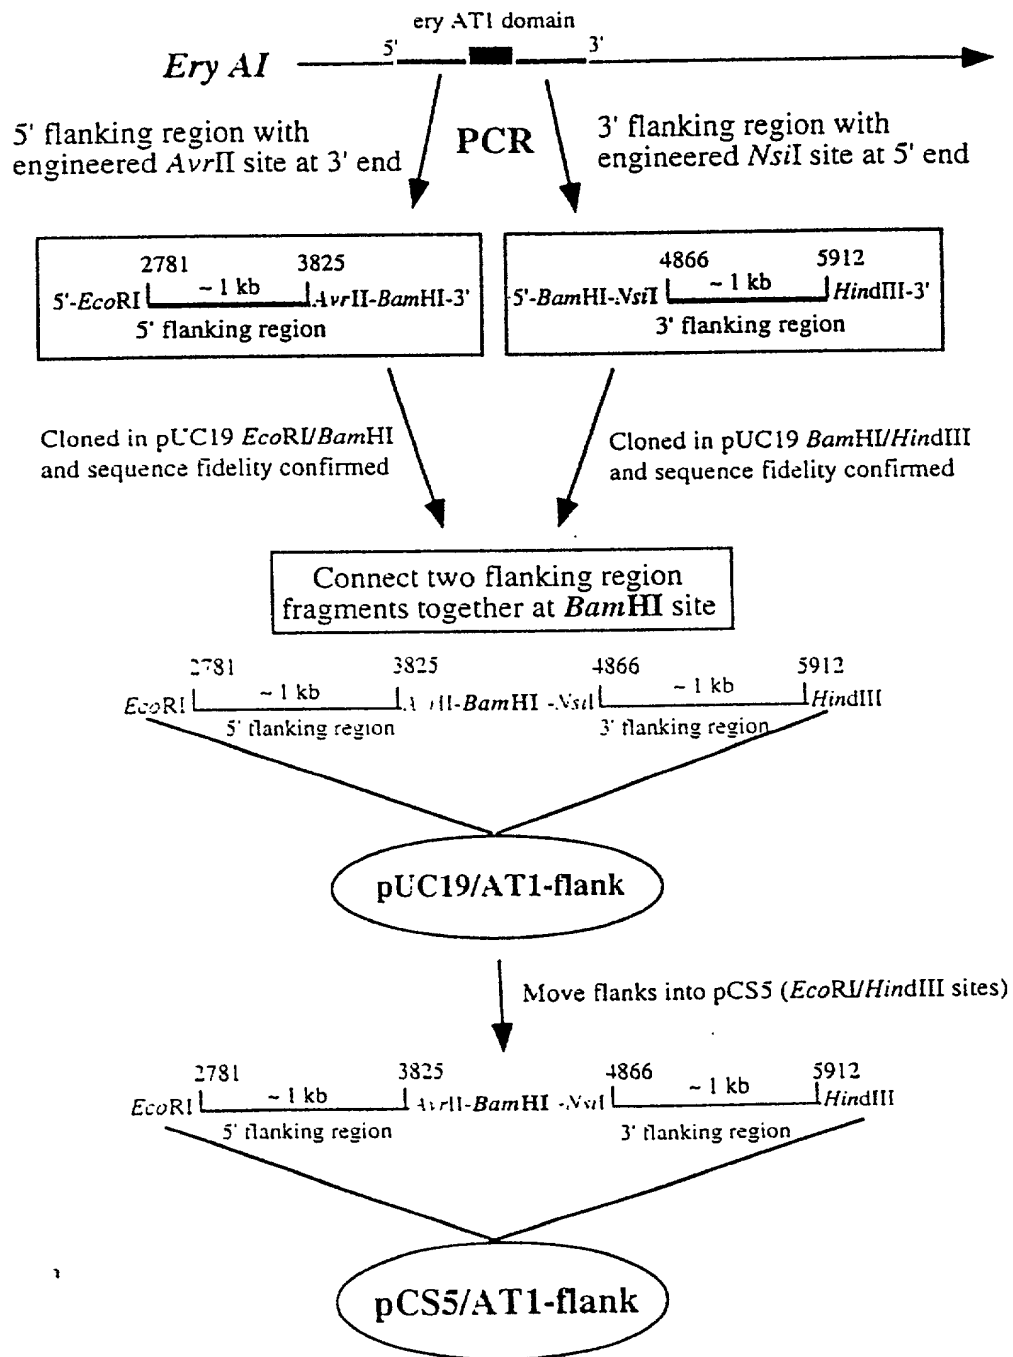 ery AT1 domain
5' 3'
Ery AI
5' flanking region with
engineered AvrII site at 3' end
PCR
3' flanking region with
engineered NsiI site at 5' end
2781 3825
~ 1 kb
5'-EcoRI AvrII-BamHI-3'
5' flanking region
4866 5912
~ 1 kb
5'-BamHI-NsiI HindIII-3'
3' flanking region
Cloned in pUC19 EcoRI/BamHI
and sequence fidelity confirmed
Cloned in pUC19 BamHI/HindIII
and sequence fidelity confirmed
Connect two flanking region
fragments together at BamHI site
2781 3825 4866 5912
~ 1 kb ~ 1 kb
EcoRI AvrII-BamHI -NsiI HindIII
5' flanking region 3' flanking region
pUC19/AT1-flank
Move flanks into pCS5 (EcoRI/HindIII sites)
2781 3825 4866 5912
~ 1 kb ~ 1 kb
EcoRI AvrII-BamHI -NsiI HindIII
5' flanking region 3' flanking region
pCS5/AT1-flank